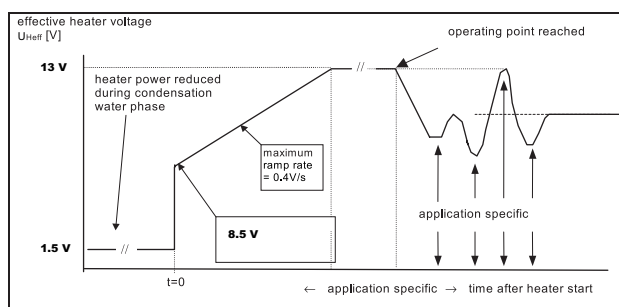 effective heater voltage
UHeff [V]
operating point reached
13 V
heater power reduced
during condensation
water phase
maximum
ramp rate
= 0.4V/s
application specific
8.5 V
1.5 V
t=0
← application specific → time after heater start